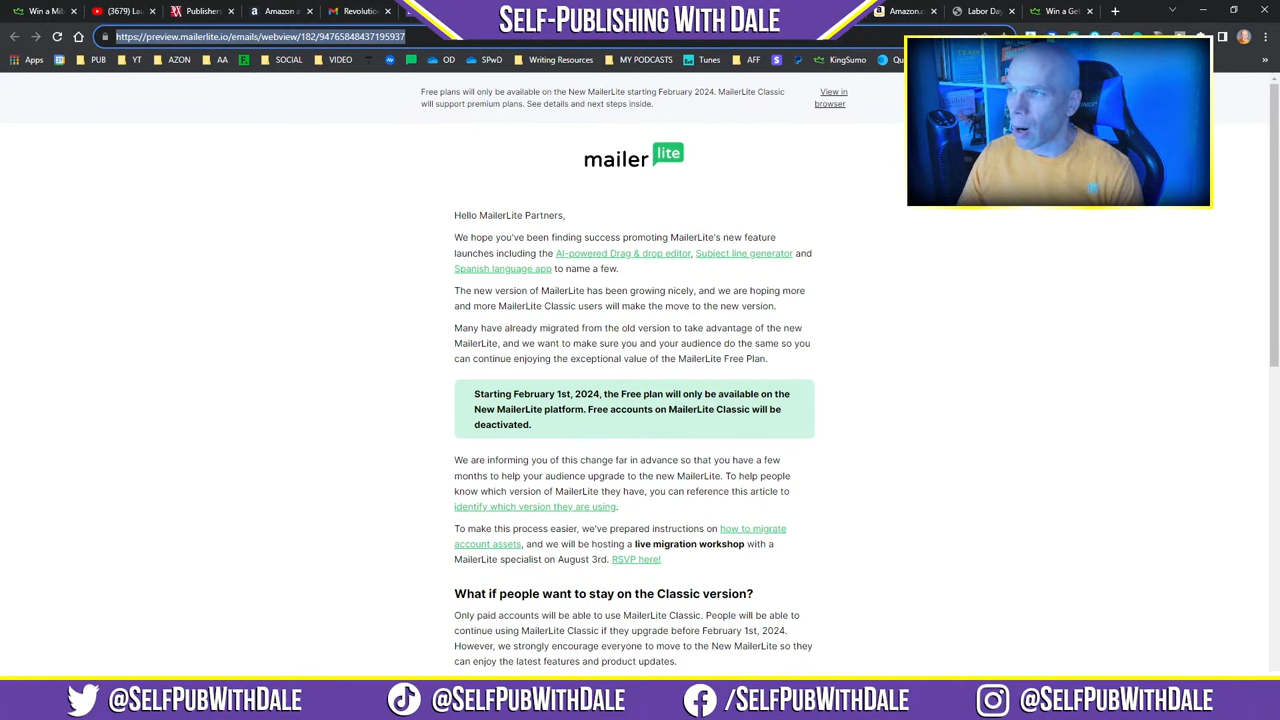 SELF-PUBLISHING WITH DALE
Win a M
(3679) La
Publishers
Amazon a
Revolution
Amazon.c
Labor Day
Win a Get
https://preview.mailerlite.io/emails/webview/182/94765848437195937
Apps
PUB
YT
AZON
AA
SOCIAL
VIDEO
OD
SPwD
Writing Resources
MY PODCASTS
Tunes
AFF
KingSumo
Free plans will only be available on the New MailerLite starting February 2024. MailerLite Classic
will support premium plans. See details and next steps inside.
View in
browser
mailer lite
Hello MailerLite Partners,
We hope you've been finding success promoting MailerLite's new feature
launches including the AI-powered Drag & drop editor, Subject line generator and
Spanish language app to name a few.
The new version of MailerLite has been growing nicely, and we are hoping more
and more MailerLite Classic users will make the move to the new version.
Many have already migrated from the old version to take advantage of the new
MailerLite, and we want to make sure you and your audience do the same so you
can continue enjoying the exceptional value of the MailerLite Free Plan.
Starting February 1st, 2024, the Free plan will only be available on the
New MailerLite platform. Free accounts on MailerLite Classic will be
deactivated.
We are informing you of this change far in advance so that you have a few
months to help your audience upgrade to the new MailerLite. To help people
know which version of MailerLite they have, you can reference this article to
identify which version they are using.
To make this process easier, we've prepared instructions on how to migrate
account assets, and we will be hosting a live migration workshop with a
MailerLite specialist on August 3rd. RSVP here!
What if people want to stay on the Classic version?
Only paid accounts will be able to use MailerLite Classic. People will be able to
continue using MailerLite Classic if they upgrade before February 1st, 2024.
However, we strongly encourage everyone to move to the New MailerLite so they
can enjoy the latest features and product updates.
@SELFPUBWITHDALE
@SELFPUBWITHDALE
/SELFPUBWITHDALE
@SELFPUBWITHDALE